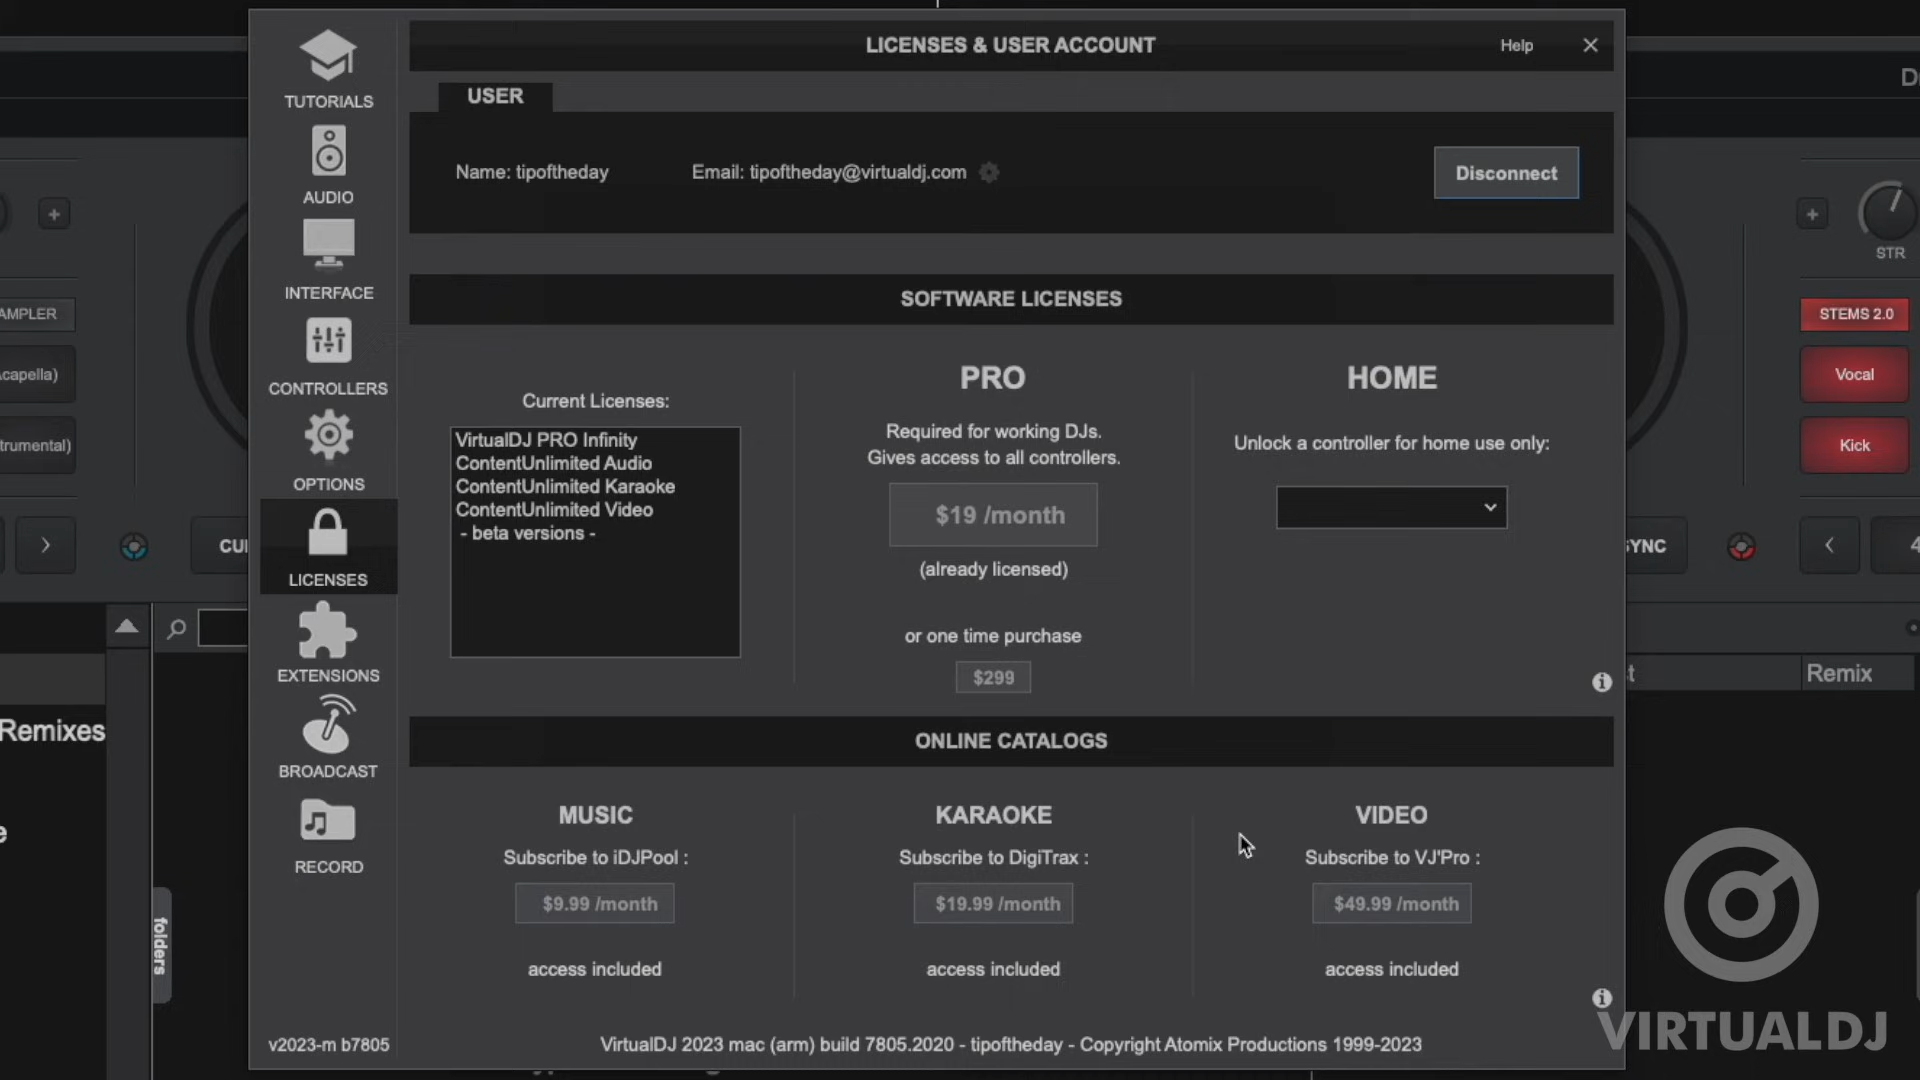 LICENSES & USER ACCOUNT
Help
TUTORIALS
AUDIO
INTERFACE
CONTROLLERS
OPTIONS
LICENSES
EXTENSIONS
BROADCAST
RECORD
v2023-m b7805
USER
Name: tipoftheday
Email: tipoftheday@virtualdj.com
Disconnect
SOFTWARE LICENSES
Current Licenses:
VirtualDJ PRO Infinity
ContentUnlimited Audio
ContentUnlimited Karaoke
ContentUnlimited Video
- beta versions -
PRO
Required for working DJs.
Gives access to all controllers.
$19 /month
(already licensed)
or one time purchase
$299
HOME
Unlock a controller for home use only:
ONLINE CATALOGS
MUSIC
Subscribe to iDJPool :
$9.99 /month
access included
KARAOKE
Subscribe to DigiTrax :
$19.99 /month
access included
VIDEO
Subscribe to VJ'Pro :
$49.99 /month
access included
VirtualDJ 2023 mac (arm) build 7805.2020 - tipoftheday - Copyright Atomix Productions 1999-2023
AMPLER
capella)
trumental)
CU
Remixes
folders
STR
STEMS 2.0
Vocal
Kick
SYNC
4
Remix
VIRTUALDJ